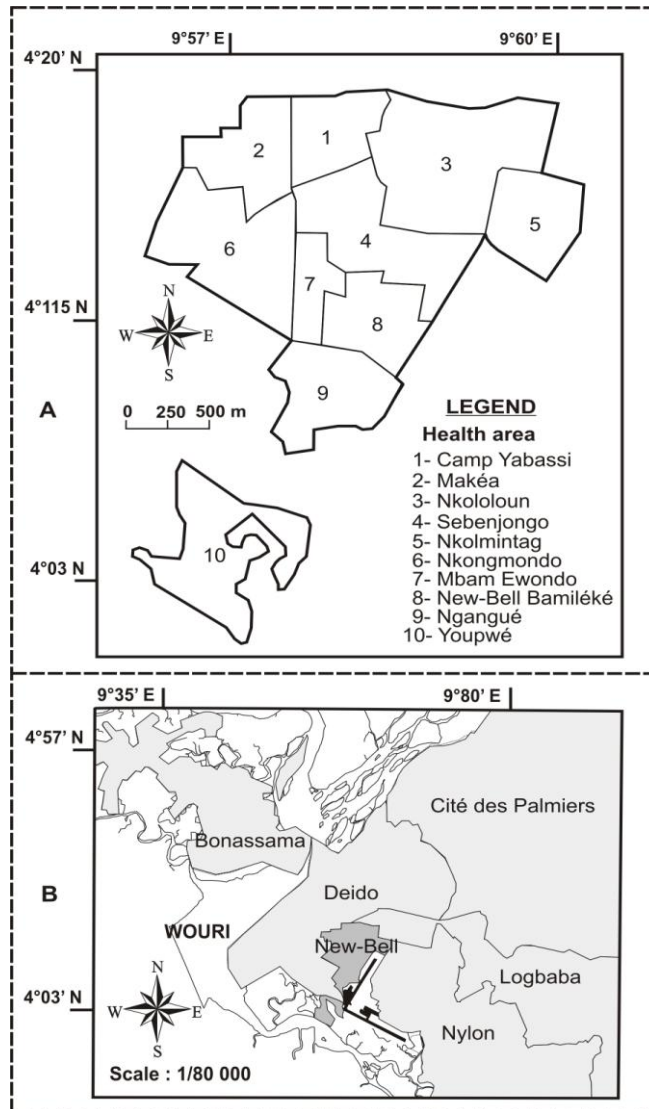 9°57' E
9°60' E
4°20' N
1
2
3
4
5
6
7
8
N
W E
S
4°115 N
9
A
0 250 500 m
LEGEND
Health area
1- Camp Yabassi
2- Makéa
3- Nkololoun
4- Sebenjongo
5- Nkolmintag
6- Nkongmondo
7- Mbam Ewondo
8- New-Bell Bamiléké
9- Ngangué
10- Youpwé
10
4°03 N
9°35' E
9°80' E
4°57' N
Cité des Palmiers
Bonassama
B
Deido
WOURI
New-Bell
Logbaba
N
W E
S
4°03' N
Nylon
Scale : 1/80 000